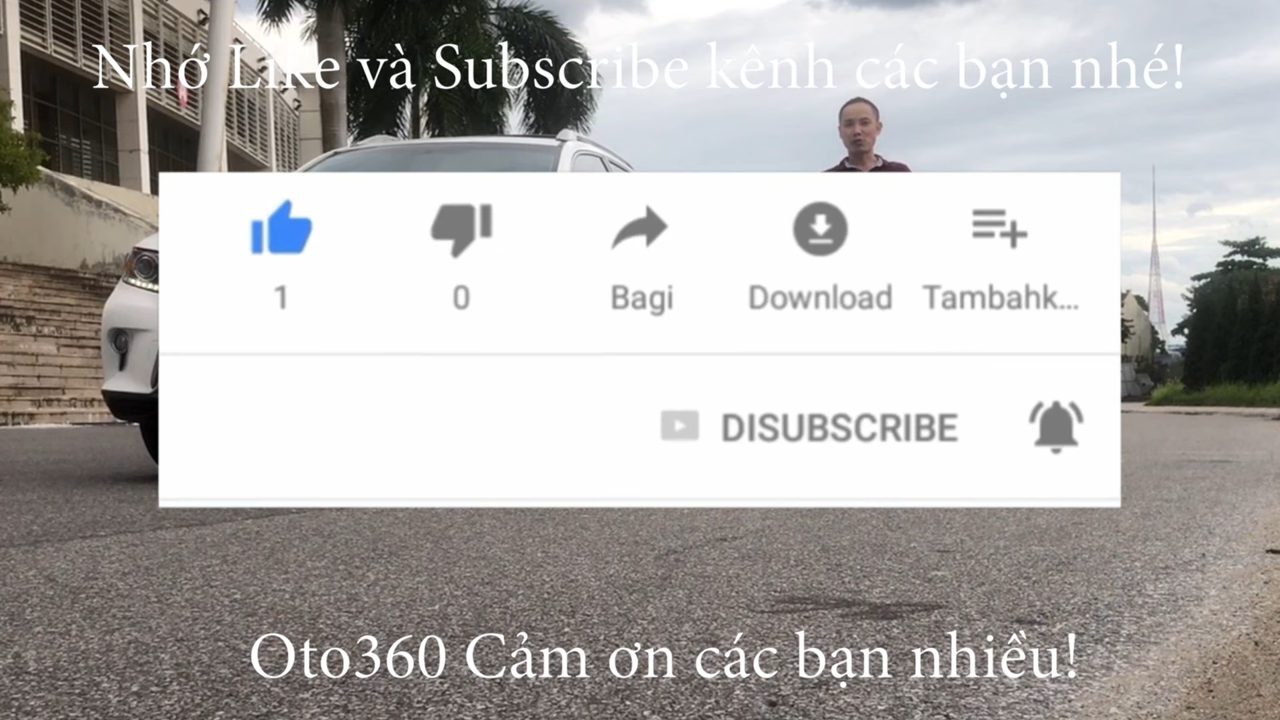 Nhớ Like và Subscribe kênh các bạn nhé!
1 0 Bagi Download Tambahk...
DISUBSCRIBE
Oto360 Cảm ơn các bạn nhiều!